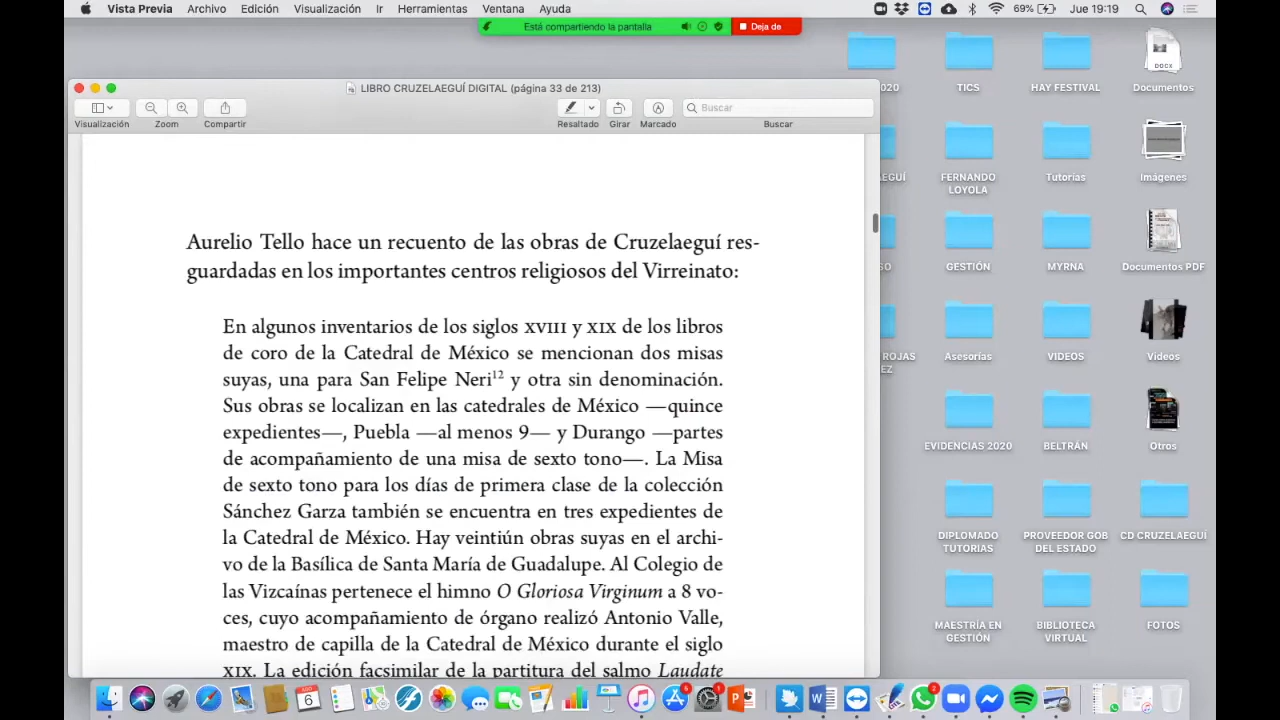 Vista Previa Archivo Edición Visualización Ir Herramientas Ventana Ayuda 69% Jue 19:19
Está compartiendo la pantalla Deja de
LIBRO CRUZELAEGUÍ DIGITAL (página 33 de 213)
Buscar
Visualización Zoom Compartir Resaltado Girar Marcado Buscar
Aurelio Tello hace un recuento de las obras de Cruzelaeguí res-
guardadas en los importantes centros religiosos del Virreinato:
En algunos inventarios de los siglos XVIII y XIX de los libros
de coro de la Catedral de México se mencionan dos misas
suyas, una para San Felipe Neri12 y otra sin denominación.
Sus obras se localizan en las catedrales de México —quince
expedientes—, Puebla —al menos 9— y Durango —partes
de acompañamiento de una misa de sexto tono—. La Misa
de sexto tono para los días de primera clase de la colección
Sánchez Garza también se encuentra en tres expedientes de
la Catedral de México. Hay veintiún obras suyas en el archi-
vo de la Basílica de Santa María de Guadalupe. Al Colegio de
las Vizcaínas pertenece el himno O Gloriosa Virginum a 8 vo-
ces, cuyo acompañamiento de órgano realizó Antonio Valle,
maestro de capilla de la Catedral de México durante el siglo
XIX. La edición facsimilar de la partitura del salmo Laudate
2020 TICS HAY FESTIVAL Documentos
DOCX
EGUÍ FERNANDO LOYOLA Tutorías Imágenes
SO GESTIÓN MYRNA Documentos PDF
ROJAS
EZ
Asesorías VIDEOS Videos
EVIDENCIAS 2020 BELTRÁN Otros
DIPLOMADO
TUTORIAS
PROVEEDOR GOB
DEL ESTADO
CD CRUZELAEGUÍ
MAESTRÍA EN
GESTIÓN
BIBLIOTECA
VIRTUAL
FOTOS
6